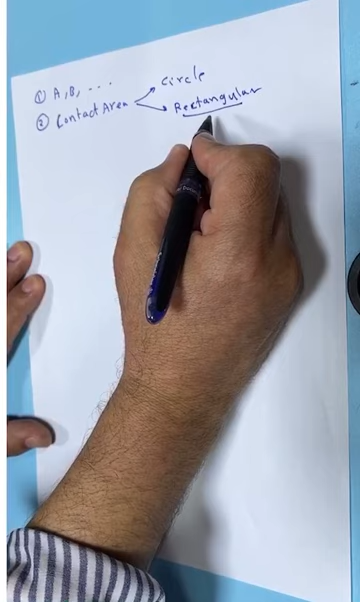 ① A, B, ...
② Contact Area → Circle
→ Rectangular